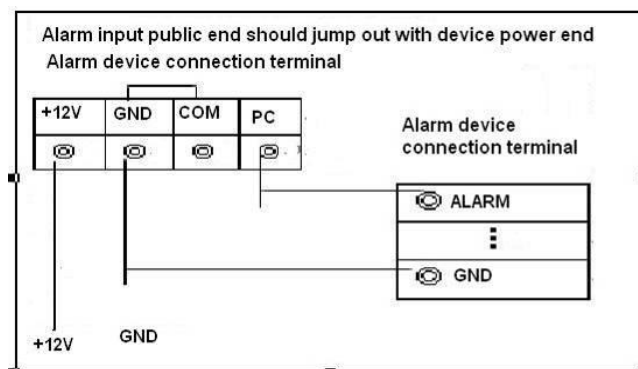 Alarm input public end should jump out with device power end
Alarm device connection terminal
+12V GND COM PC
Alarm device
connection terminal
ALARM
GND
+12V GND